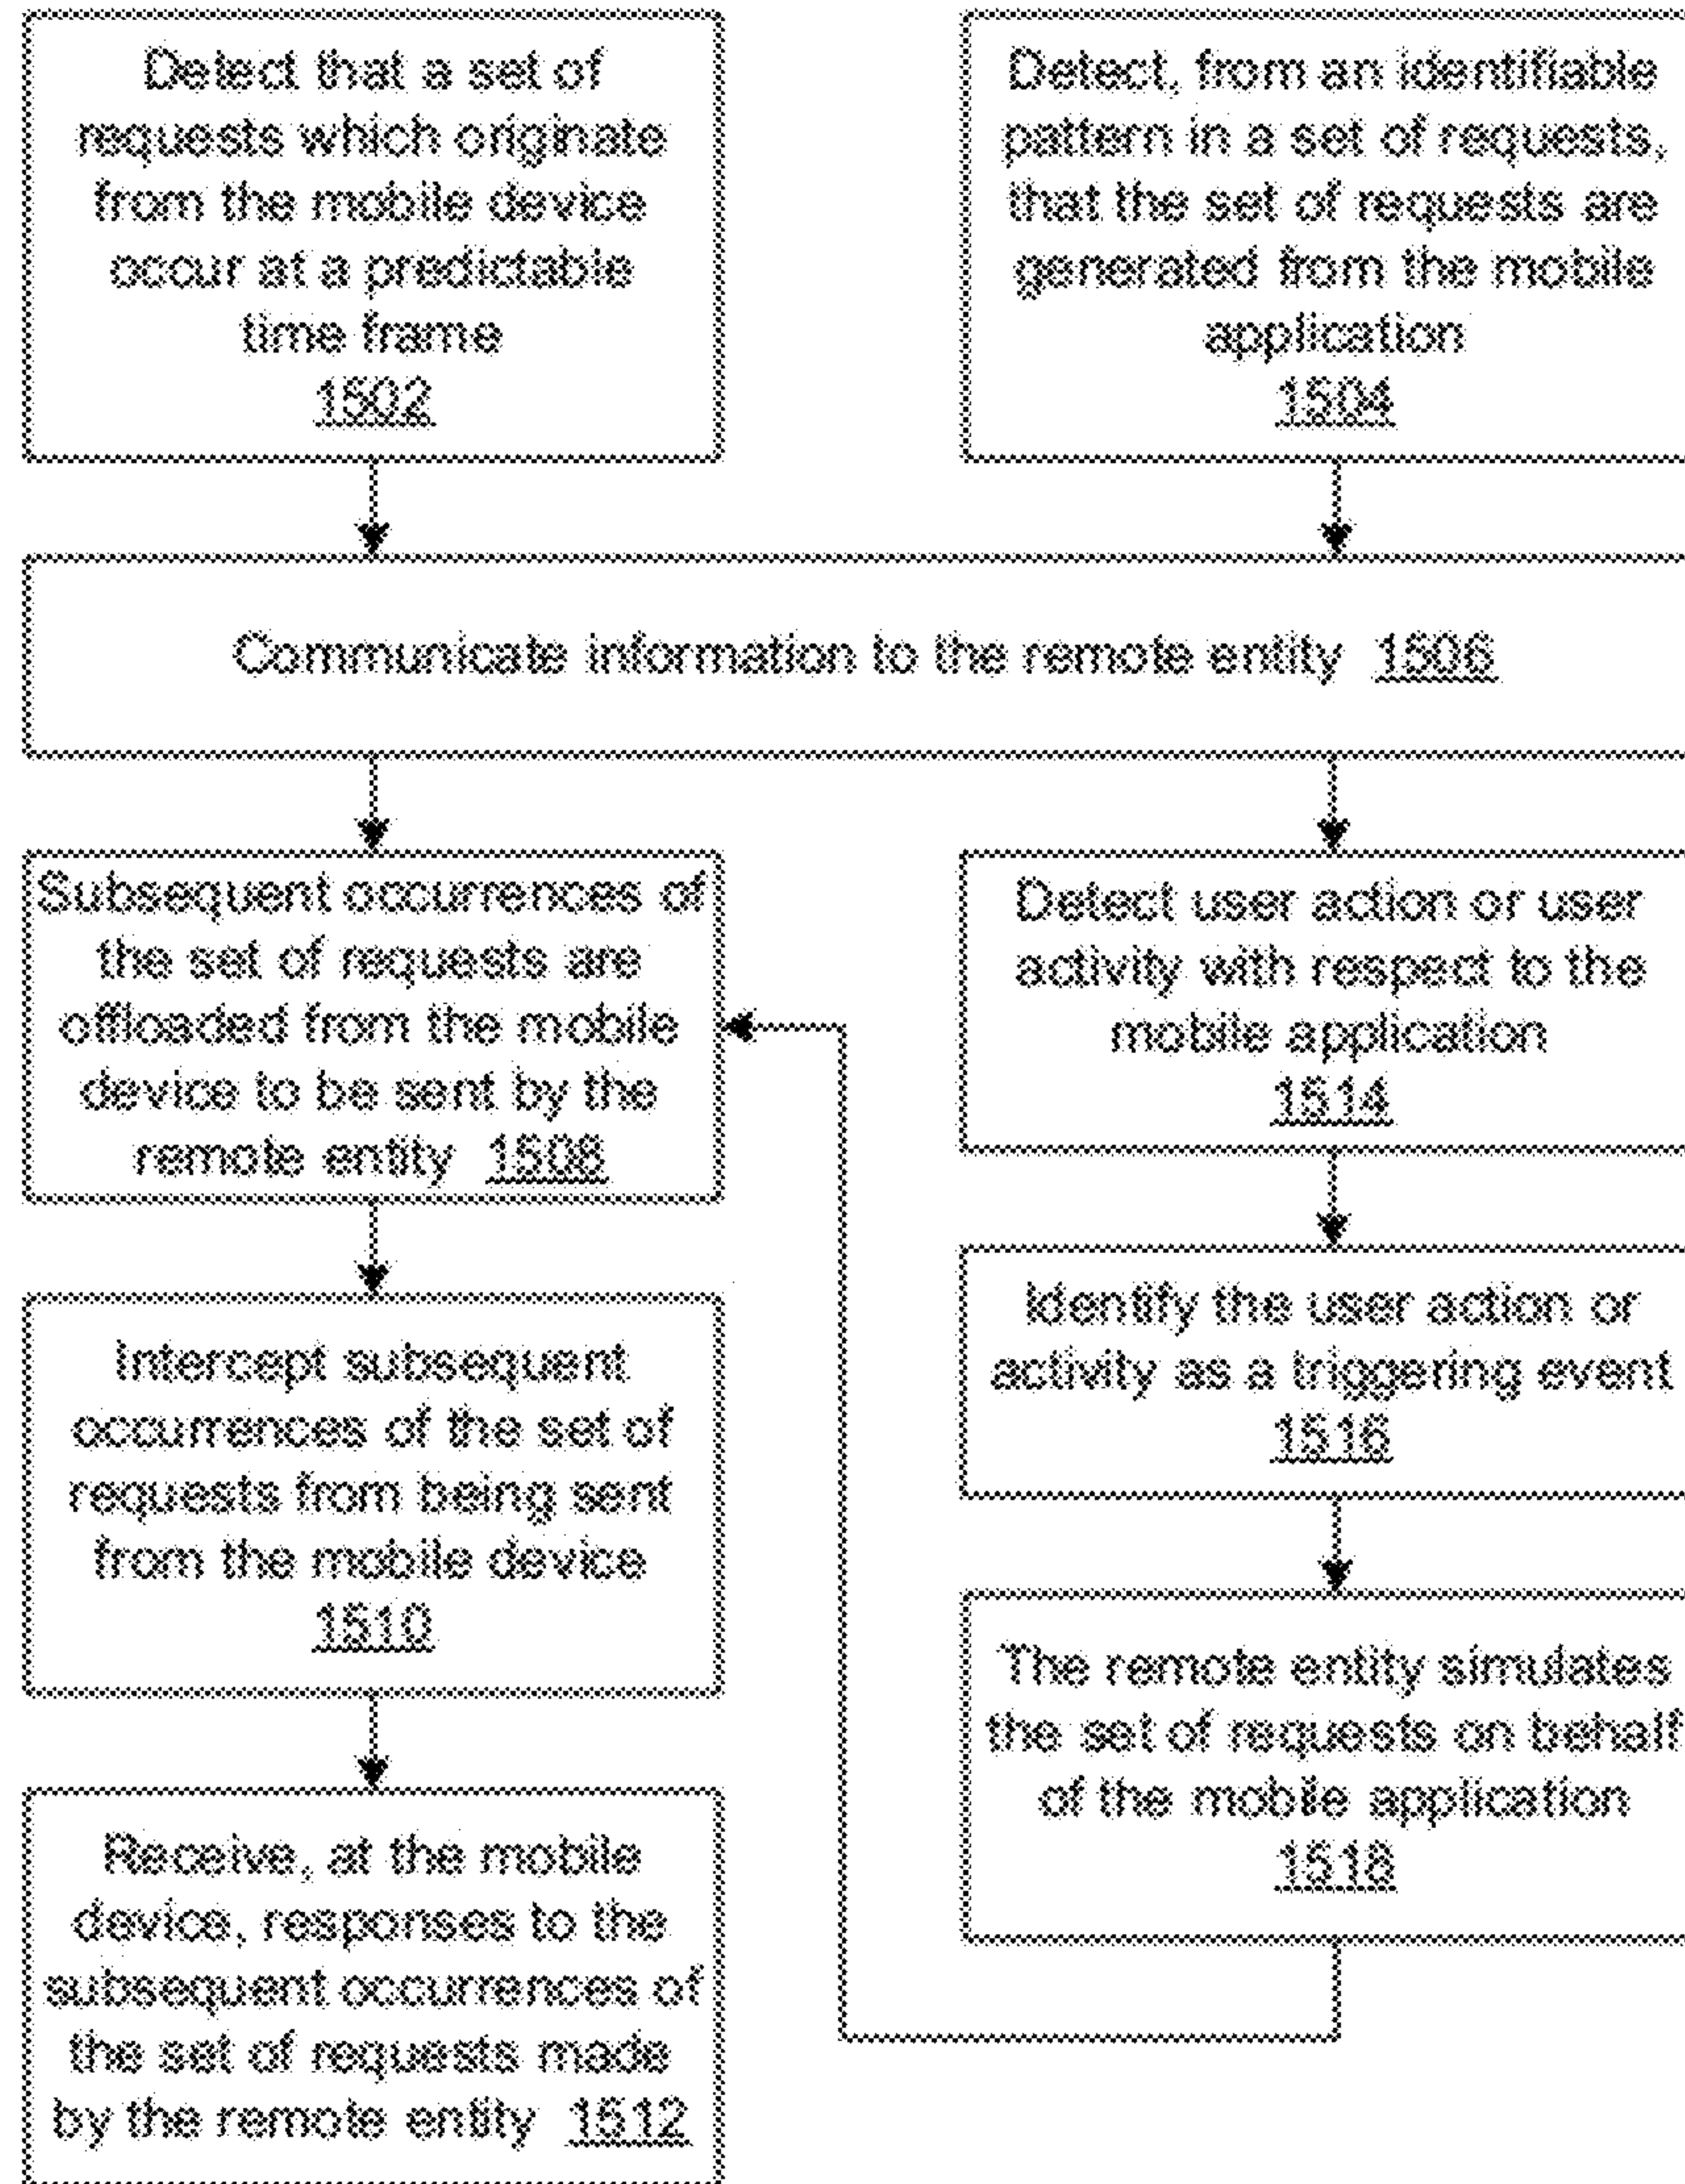 Detect that a set of
requests which originate
from the mobile device
occur at a predictable
time frame
1502
Detect, from an identifiable
pattern in a set of requests,
that the set of requests are
generated from the mobile
application
1504
Communicate information to the remote entity 1506
Subsequent occurrences of
the set of requests are
offloaded from the mobile
device to be sent by the
remote entity 1508
Intercept subsequent
occurrences of the set of
requests from being sent
from the mobile device
1510
Receive, at the mobile
device, responses to the
subsequent occurrences of
the set of requests made
by the remote entity 1512
Detect user action or user
activity with respect to the
mobile application
1514
Identify the user action or
activity as a triggering event
1516
The remote entity simulates
the set of requests on behalf
of the mobile application
1518